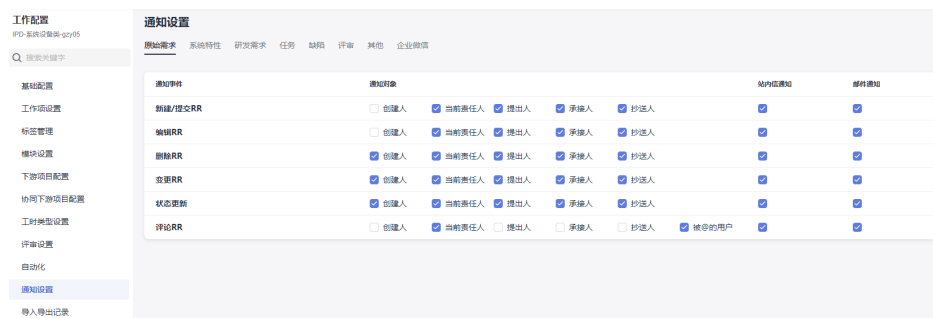 工作配置
IPD-系统设备类-gzy05
搜索关键字
基础配置
工作项设置
标签管理
模块设置
下游项目配置
协同下游项目配置
工时类型设置
评审设置
自动化
通知设置
导入导出记录
通知设置
原始需求 系统特性 研发需求 任务 缺陷 评审 其他 企业微信
通知事件 通知对象 站内信通知 邮件通知
新建/提交RR 创建人 当前责任人 提出人 承接人 抄送人
编辑RR 创建人 当前责任人 提出人 承接人 抄送人
删除RR 创建人 当前责任人 提出人 承接人 抄送人
变更RR 创建人 当前责任人 提出人 承接人 抄送人
状态更新 创建人 当前责任人 提出人 承接人 抄送人
评论RR 创建人 当前责任人 提出人 承接人 抄送人 被@的用户